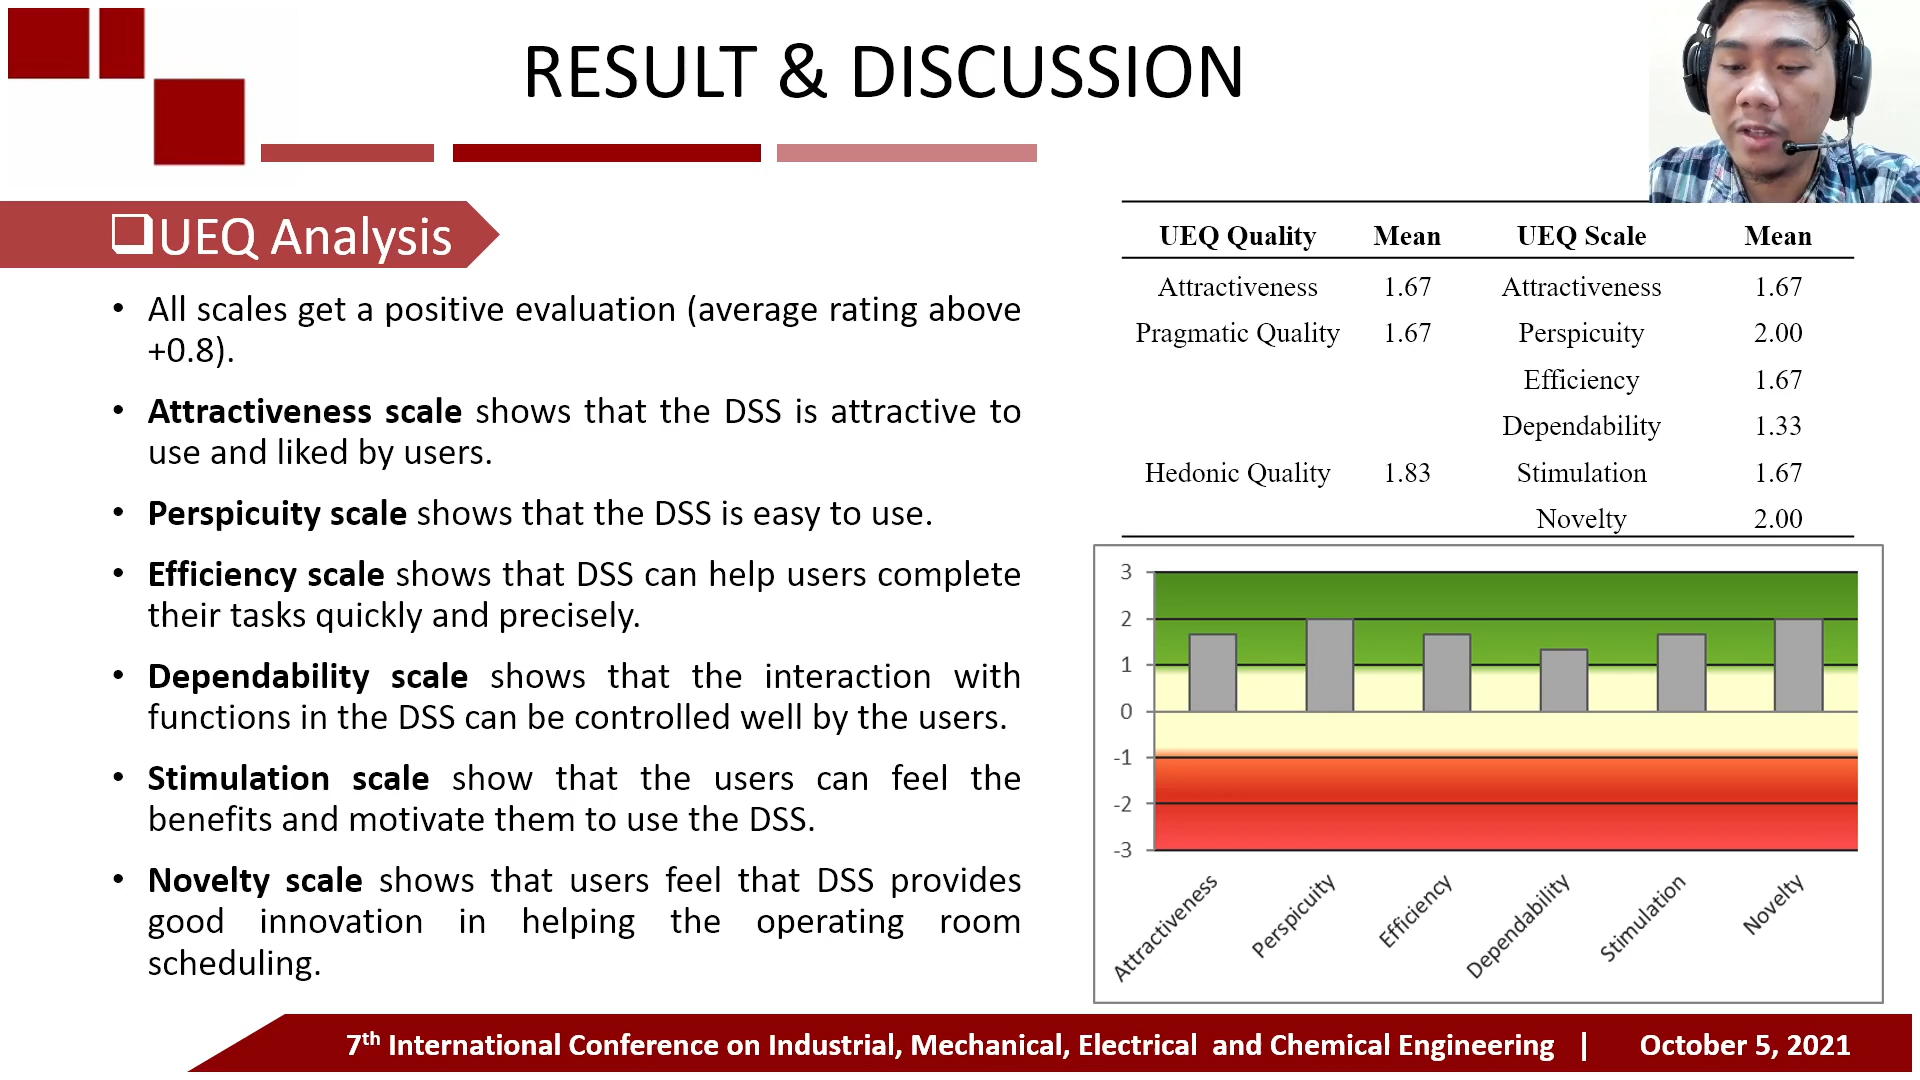 RESULT & DISCUSSION
UEQ Analysis
• All scales get a positive evaluation (average rating above
+0.8).
• Attractiveness scale shows that the DSS is attractive to
use and liked by users.
• Perspicuity scale shows that the DSS is easy to use.
• Efficiency scale shows that DSS can help users complete
their tasks quickly and precisely.
• Dependability scale shows that the interaction with
functions in the DSS can be controlled well by the users.
• Stimulation scale show that the users can feel the
benefits and motivate them to use the DSS.
• Novelty scale shows that users feel that DSS provides
good innovation in helping the operating room
scheduling.
UEQ Quality Mean UEQ Scale Mean
Attractiveness 1.67 Attractiveness 1.67
Pragmatic Quality 1.67 Perspicuity 2.00
Efficiency 1.67
Dependability 1.33
Hedonic Quality 1.83 Stimulation 1.67
Novelty 2.00
3
2
1
0
-1
-2
-3
Attractiveness
Perspicuity
Efficiency
Dependability
Stimulation
Novelty
7th International Conference on Industrial, Mechanical, Electrical and Chemical Engineering | October 5, 2021